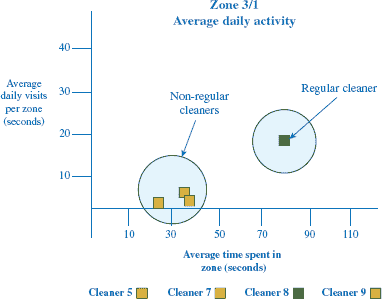 Zone 3/1
Average daily activity
40
Average
daily visits
per zone
(seconds)
30
20
10
Non-regular
cleaners
Regular cleaner
10 30 50 70 90 110
Average time spent in
zone (seconds)
Cleaner 5 Cleaner 7 Cleaner 8 Cleaner 9